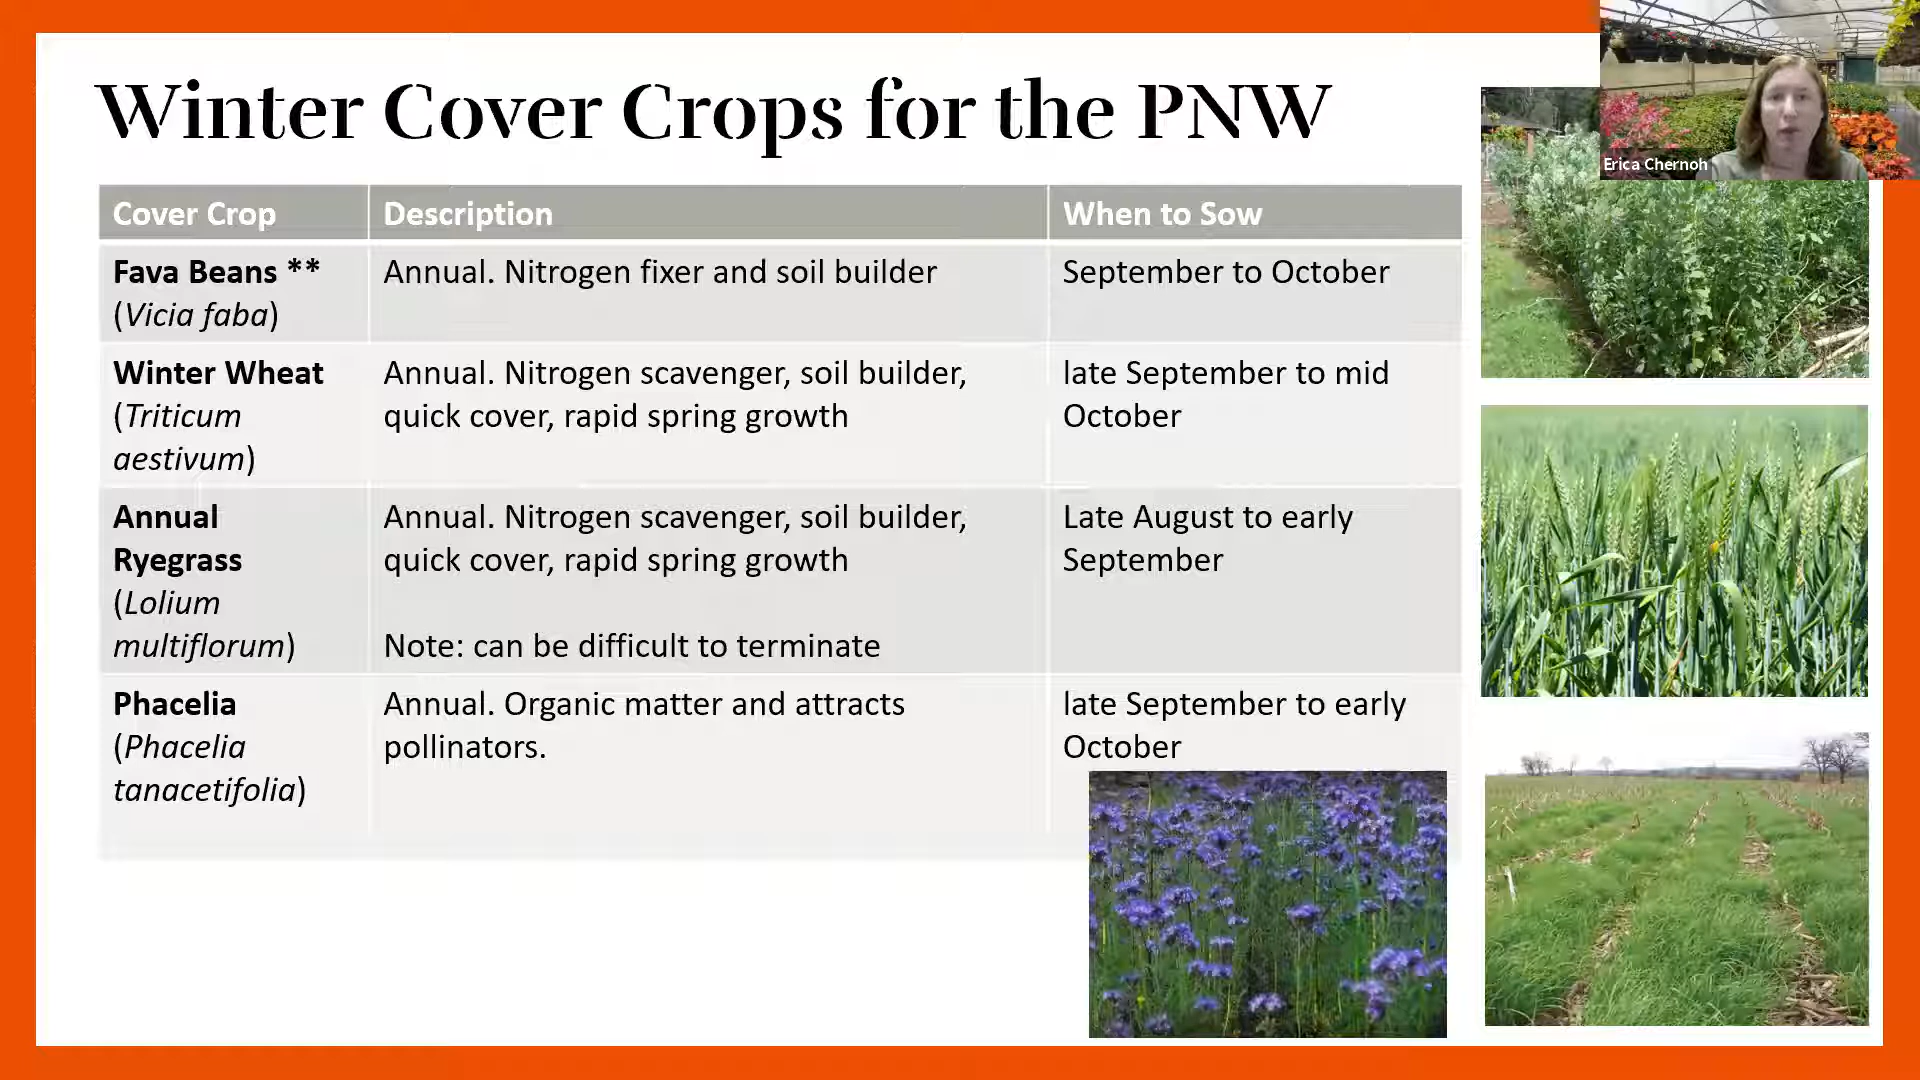 Winter Cover Crops for the PNW
Erica Chernoh
Cover Crop
Description
When to Sow
Fava Beans **
(Vicia faba)
Annual. Nitrogen fixer and soil builder
September to October
Winter Wheat
(Triticum
aestivum)
Annual. Nitrogen scavenger, soil builder,
quick cover, rapid spring growth
late September to mid
October
Annual
Ryegrass
(Lolium
multiflorum)
Annual. Nitrogen scavenger, soil builder,
quick cover, rapid spring growth
Note: can be difficult to terminate
Late August to early
September
Phacelia
(Phacelia
tanacetifolia)
Annual. Organic matter and attracts
pollinators.
late September to early
October